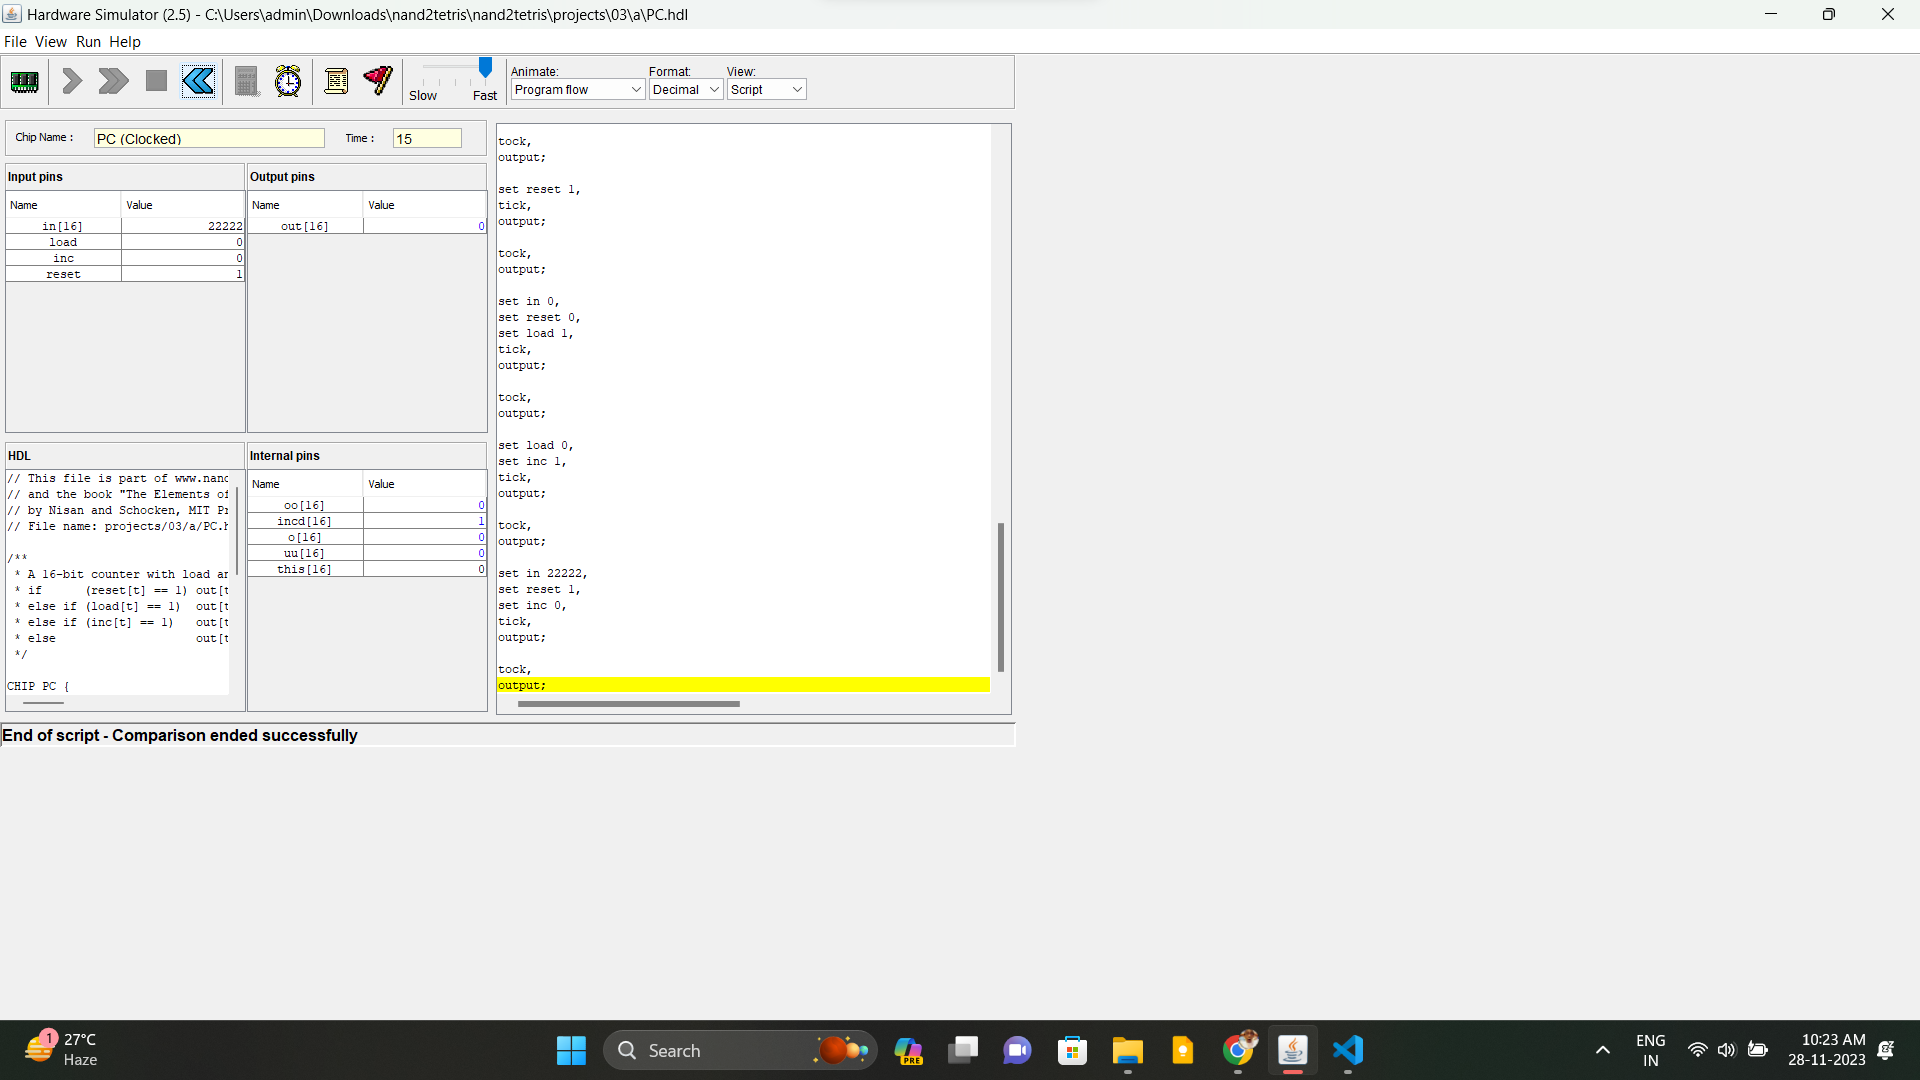 Hardware Simulator (2.5) - C:\Users\admin\Downloads\nand2tetris\nand2tetris\projects\03\a\PC.hdl
File View Run Help
Slow Fast
Animate:
Program flow
Format:
Decimal
View:
Script
Chip Name :
PC (Clocked)
Time :
15
Input pins
Name Value
in[16] 22222
load 0
inc 0
reset 1
Output pins
Name Value
out[16] 0
HDL
// This file is part of www.nand
// and the book "The Elements of
// by Nisan and Schocken, MIT Pr
// File name: projects/03/a/PC.h
/**
* A 16-bit counter with load an
* if (reset[t] == 1) out[t
* else if (load[t] == 1) out[t
* else if (inc[t] == 1) out[t
* else out[t
*/
CHIP PC {
Internal pins
Name Value
oo[16] 0
incd[16] 1
o[16] 0
uu[16] 0
this[16] 0
tock,
output;
set reset 1,
tick,
output;
tock,
output;
set in 0,
set reset 0,
set load 1,
tick,
output;
tock,
output;
set load 0,
set inc 1,
tick,
output;
tock,
output;
set in 22222,
set reset 1,
set inc 0,
tick,
output;
tock,
output;
End of script - Comparison ended successfully
1
27°C
Haze
Search
PRE
ENG
IN
10:23 AM
28-11-2023